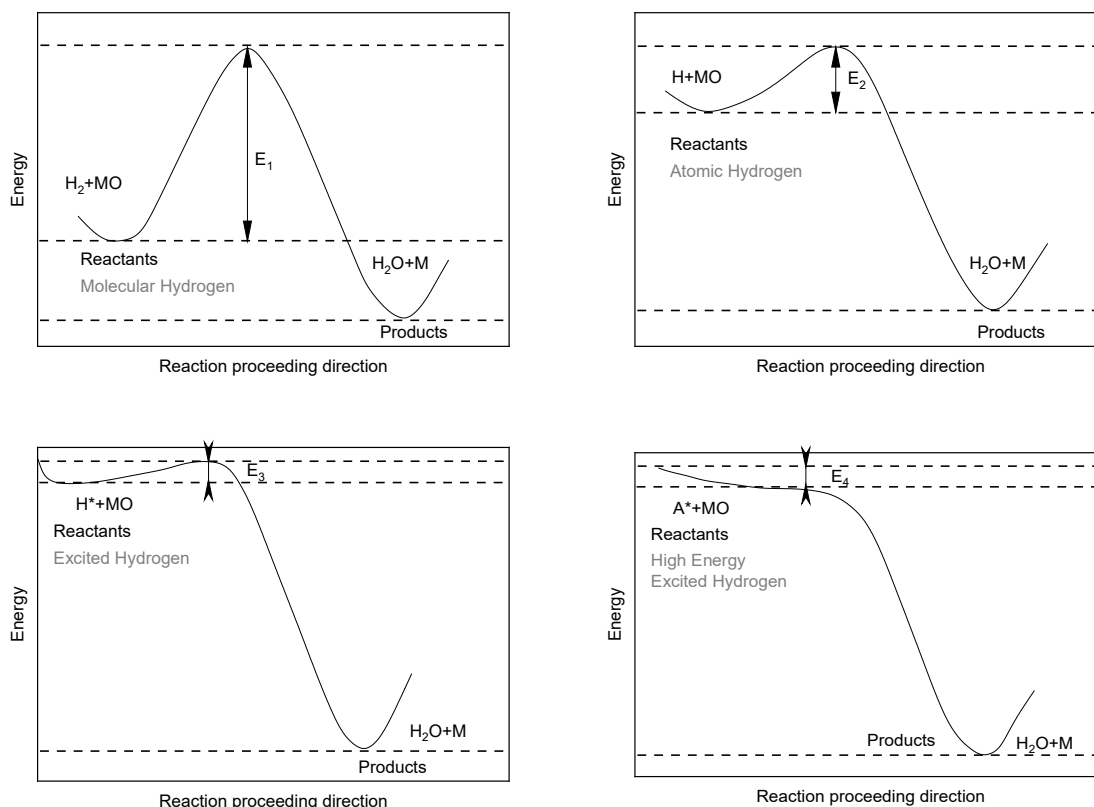 Energy
H₂+MO
E₁
Reactants
Molecular Hydrogen
H₂O+M
Products
Reaction proceeding direction
Energy
H+MO
E₂
Reactants
Atomic Hydrogen
H₂O+M
Products
Reaction proceeding direction
Energy
E₃
H*+MO
Reactants
Excited Hydrogen
H₂O+M
Products
Reaction proceeding direction
Energy
E₄
A*+MO
Reactants
High Energy
Excited Hydrogen
Products
H₂O+M
Reaction proceeding direction